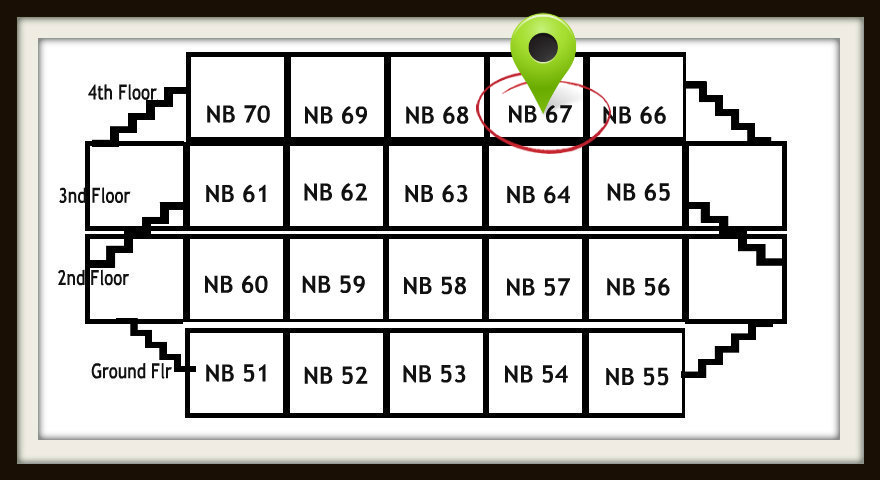 4th Floor
NB 70 NB 69 NB 68 NB 67 NB 66
3nd Floor
NB 61 NB 62 NB 63 NB 64 NB 65
2nd Floor
NB 60 NB 59 NB 58 NB 57 NB 56
Ground Flr
NB 51 NB 52 NB 53 NB 54 NB 55